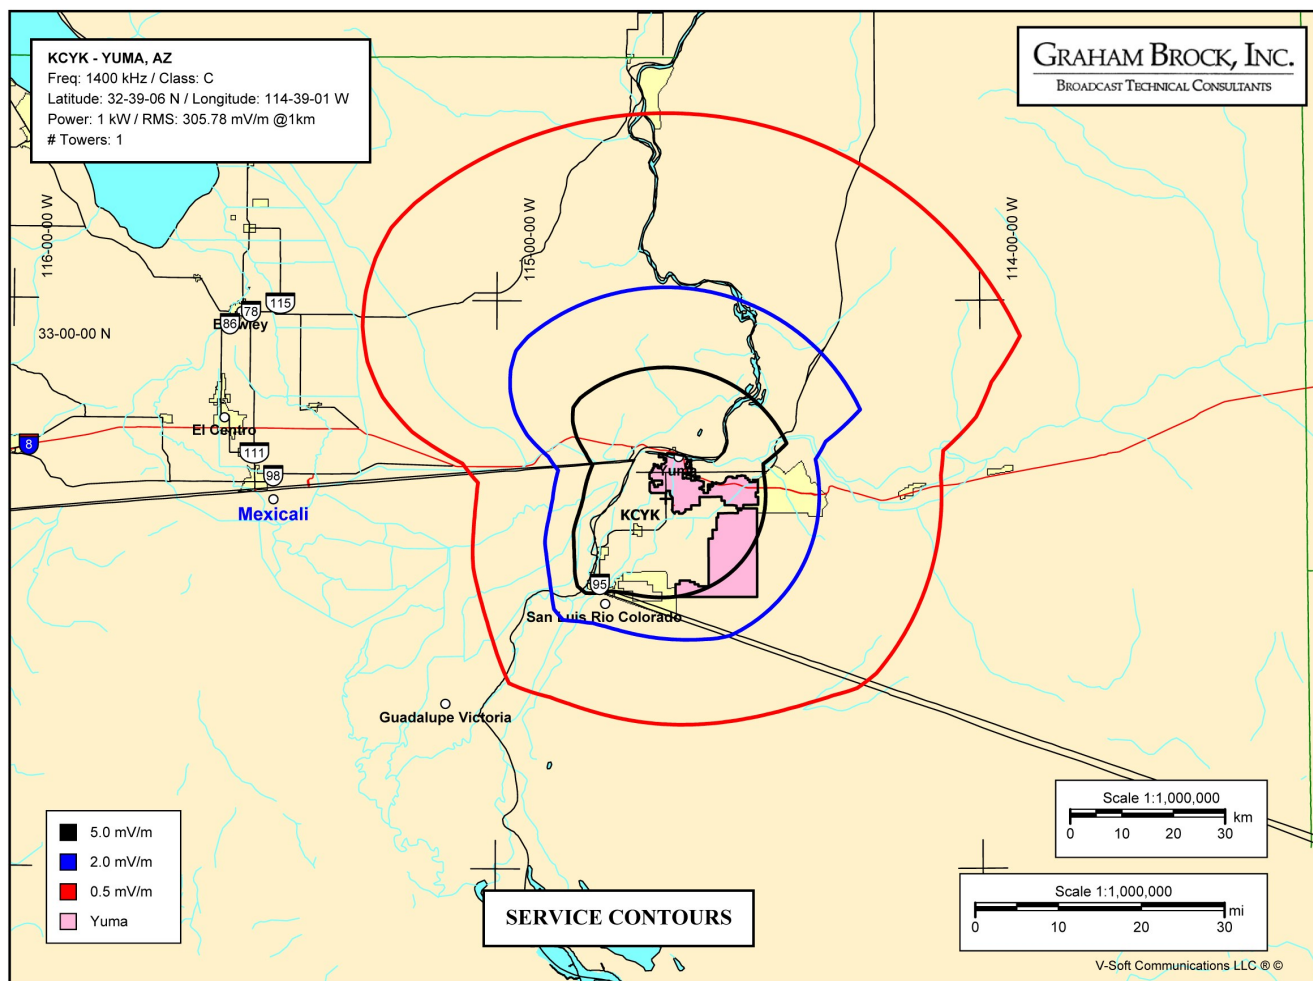 KCYK - YUMA, AZ
Freq: 1400 kHz / Class: C
Latitude: 32-39-06 N / Longitude: 114-39-01 W
Power: 1 kW / RMS: 305.78 mV/m @1km
# Towers: 1
GRAHAM BROCK, INC.
BROADCAST TECHNICAL CONSULTANTS
116-00-00 W
115-00-00 W
114-00-00 W
33-00-00 N
115
78
86
8
El Centro
111
98
Mexicali
Yuma
KCYK
95
San Luis Rio Colorado
Guadalupe Victoria
5.0 mV/m
2.0 mV/m
0.5 mV/m
Yuma
SERVICE CONTOURS
Scale 1:1,000,000
km
0 10 20 30
Scale 1:1,000,000
mi
0 10 20 30
V-Soft Communications LLC ® ©